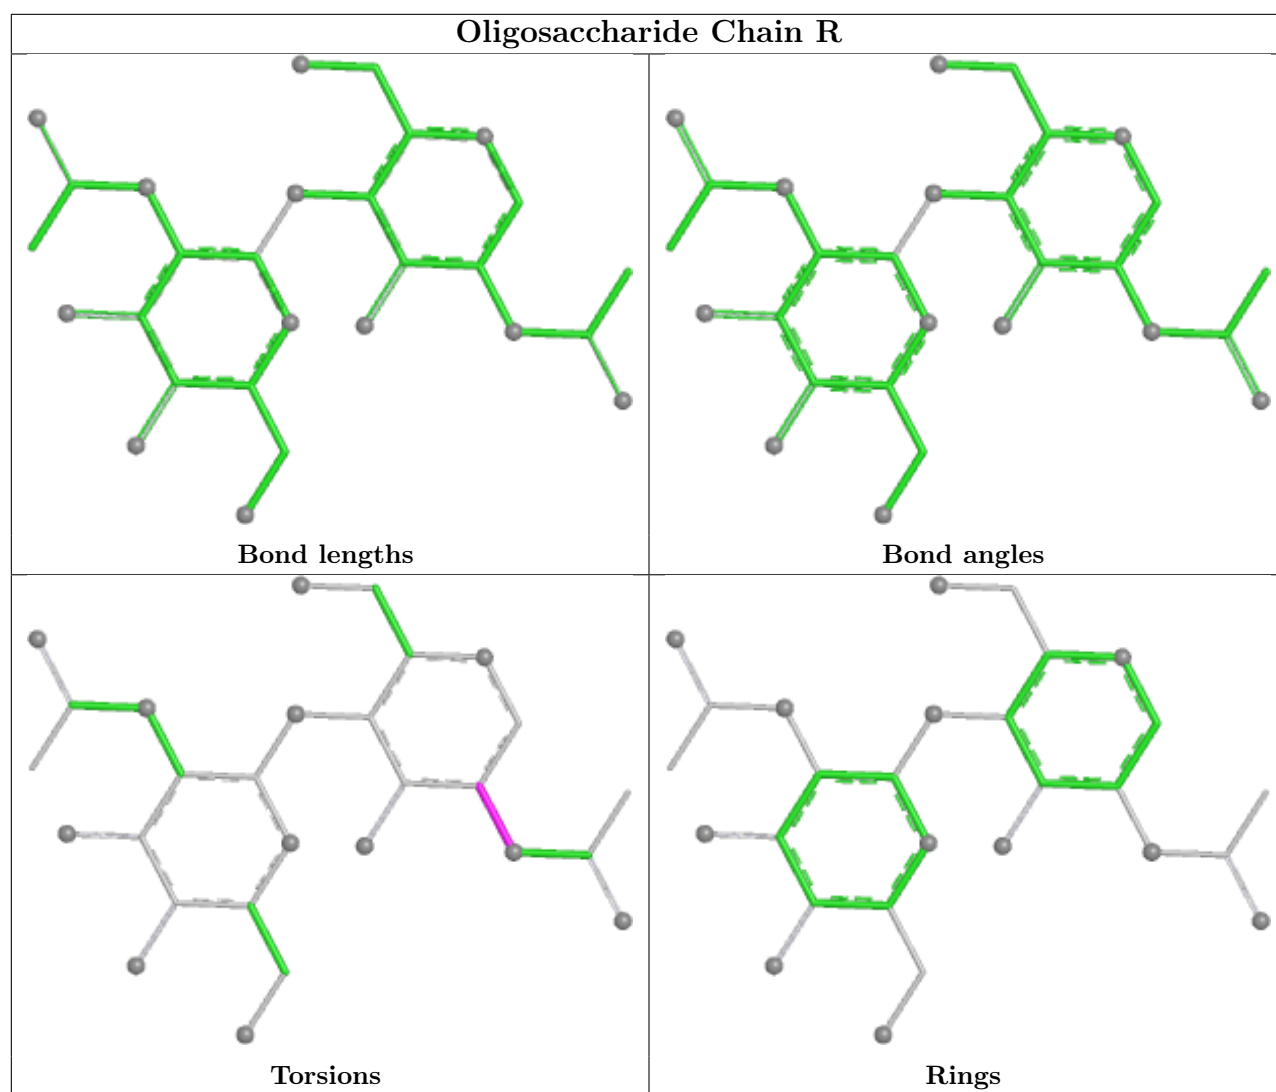 Oligosaccharide Chain R
Bond lengths
Bond angles
Torsions
Rings